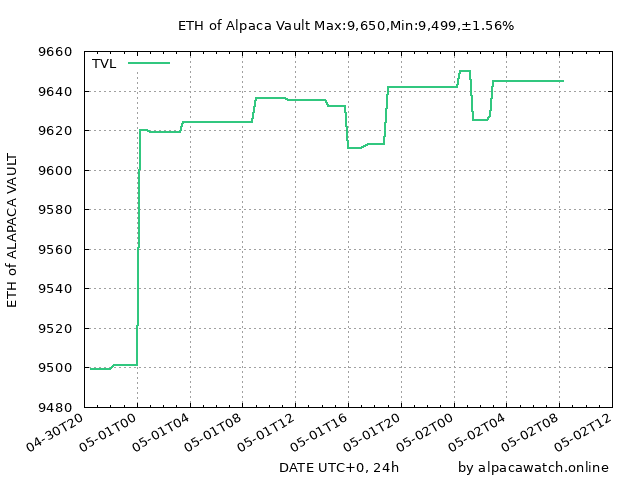 ETH of Alpaca Vault Max:9,650,Min:9,499,±1.56%
TVL
9660
9640
9620
9600
9580
9560
9540
9520
9500
9480
ETH of ALAPACA VAULT
04-30T20
05-01T00
05-01T04
05-01T08
05-01T12
05-01T16
05-01T20
05-02T00
05-02T04
05-02T08
05-02T12
DATE UTC+0, 24h
by alpacawatch.online